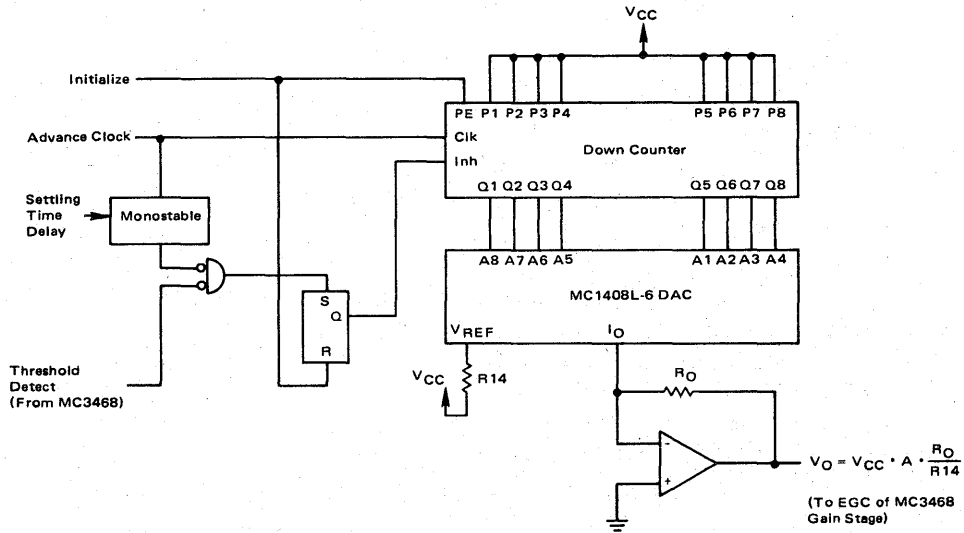 VCC
Initialize
PE P1 P2 P3 P4 P5 P6 P7 P8
Advance Clock
Clk
Down Counter
Inh
Q1 Q2 Q3 Q4 Q5 Q6 Q7 Q8
Settling
Time
Delay
Monostable
A8 A7 A6 A5 A1 A2 A3 A4
MC1408L-6 DAC
S
Q
R
VREF
IO
Threshold
Detect
(From MC3468)
VCC
R14
RO
-
+
VO = VCC · A · RO/R14
(To EGC of MC3468
Gain Stage)